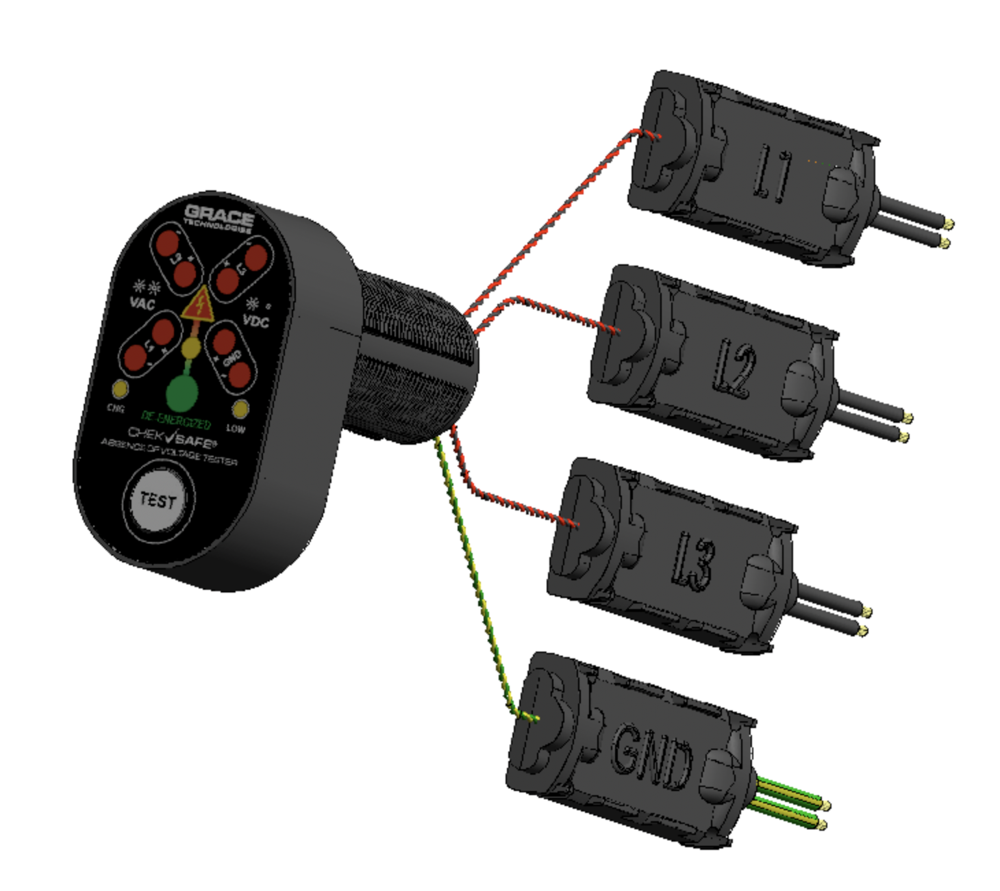 GRACE
TECHNOLOGIES
L2
+
-
L3
+
-
VAC
VDC
L1
+
-
GND
+
-
CHG
LOW
DE-ENERGIZED
CHEK✓SAFE®
ABSENCE OF VOLTAGE TESTER
TEST
L1
L2
L3
GND